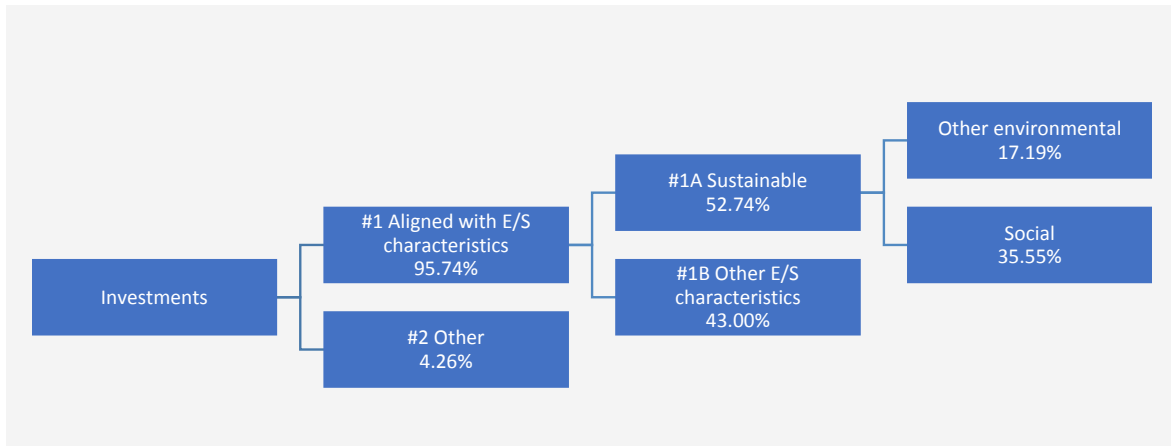 Investments
#1 Aligned with E/S
characteristics
95.74%
#2 Other
4.26%
#1A Sustainable
52.74%
#1B Other E/S
characteristics
43.00%
Other environmental
17.19%
Social
35.55%